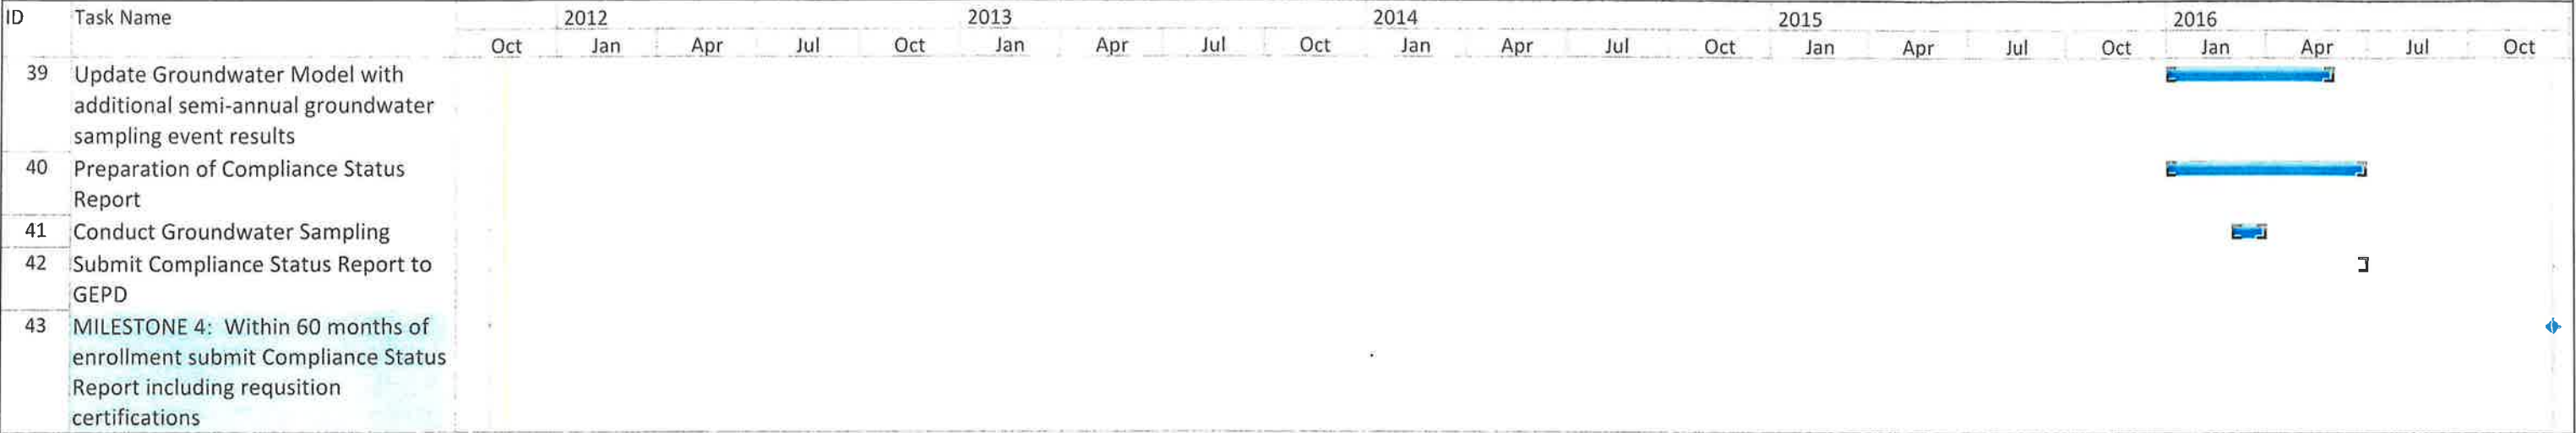 ID Task Name 2012 2013 2014 2015 2016
Oct Jan Apr Jul Oct Jan Apr Jul Oct Jan Apr Jul Oct Jan Apr Jul Oct Jan Apr Jul Oct
39 Update Groundwater Model with
additional semi-annual groundwater
sampling event results
40 Preparation of Compliance Status
Report
41 Conduct Groundwater Sampling
42 Submit Compliance Status Report to
GEPD
43 MILESTONE 4: Within 60 months of
enrollment submit Compliance Status
Report including requsition
certifications